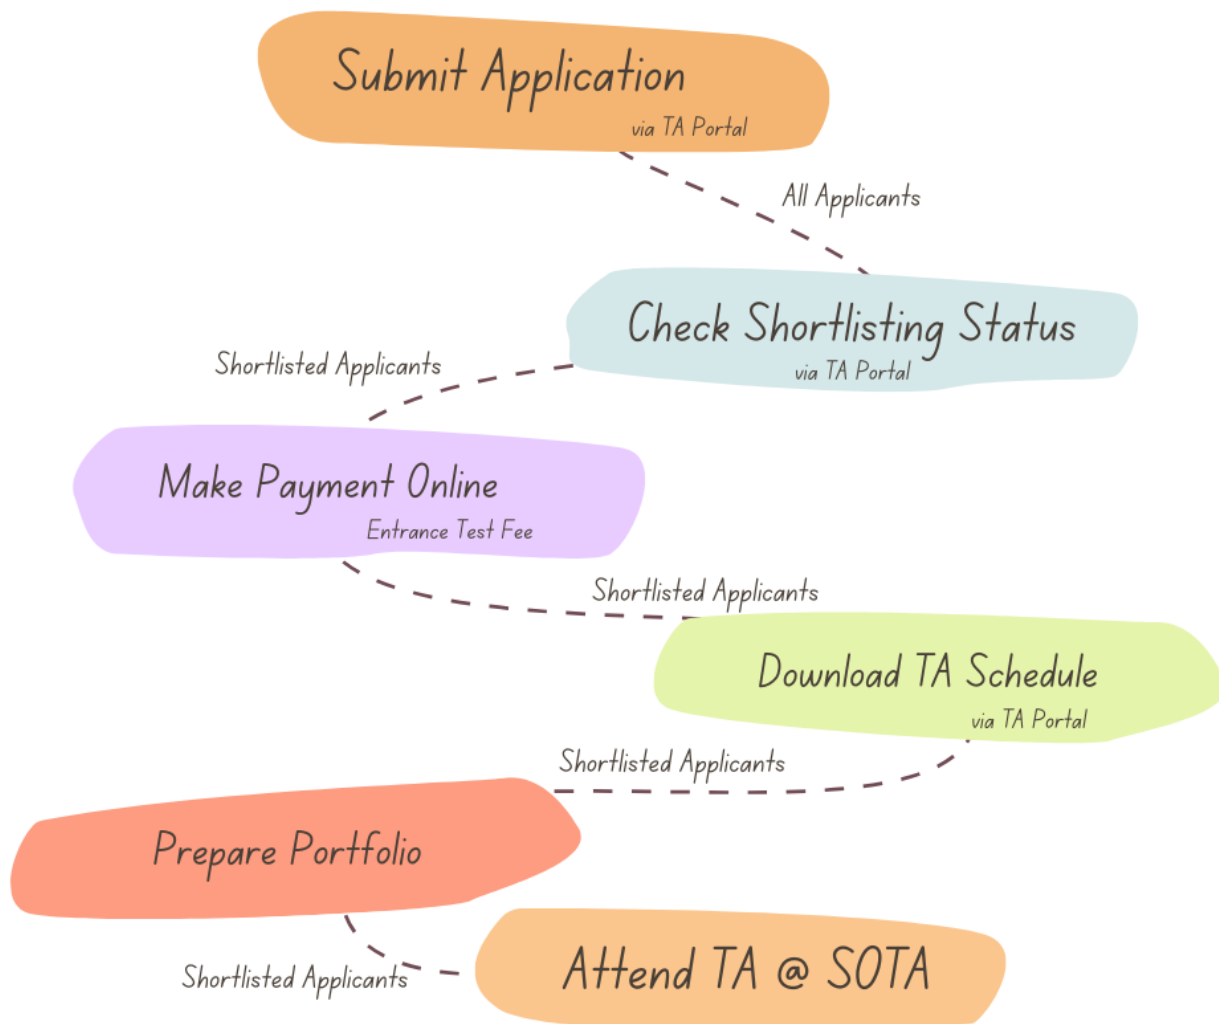 Submit Application
via TA Portal
All Applicants
Check Shortlisting Status
via TA Portal
Shortlisted Applicants
Make Payment Online
Entrance Test Fee
Shortlisted Applicants
Download TA Schedule
via TA Portal
Shortlisted Applicants
Prepare Portfolio
Shortlisted Applicants
Attend TA @ SOTA